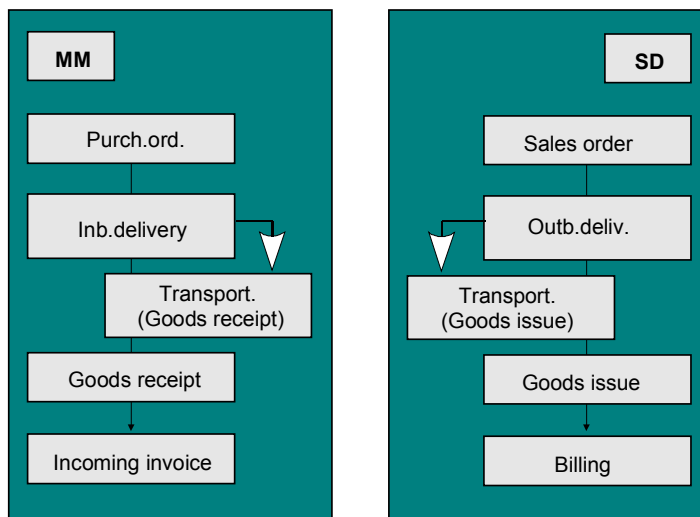 MM
Purch.ord.
Inb.delivery
Transport.
(Goods receipt)
Goods receipt
Incoming invoice
SD
Sales order
Outb.deliv.
Transport.
(Goods issue)
Goods issue
Billing